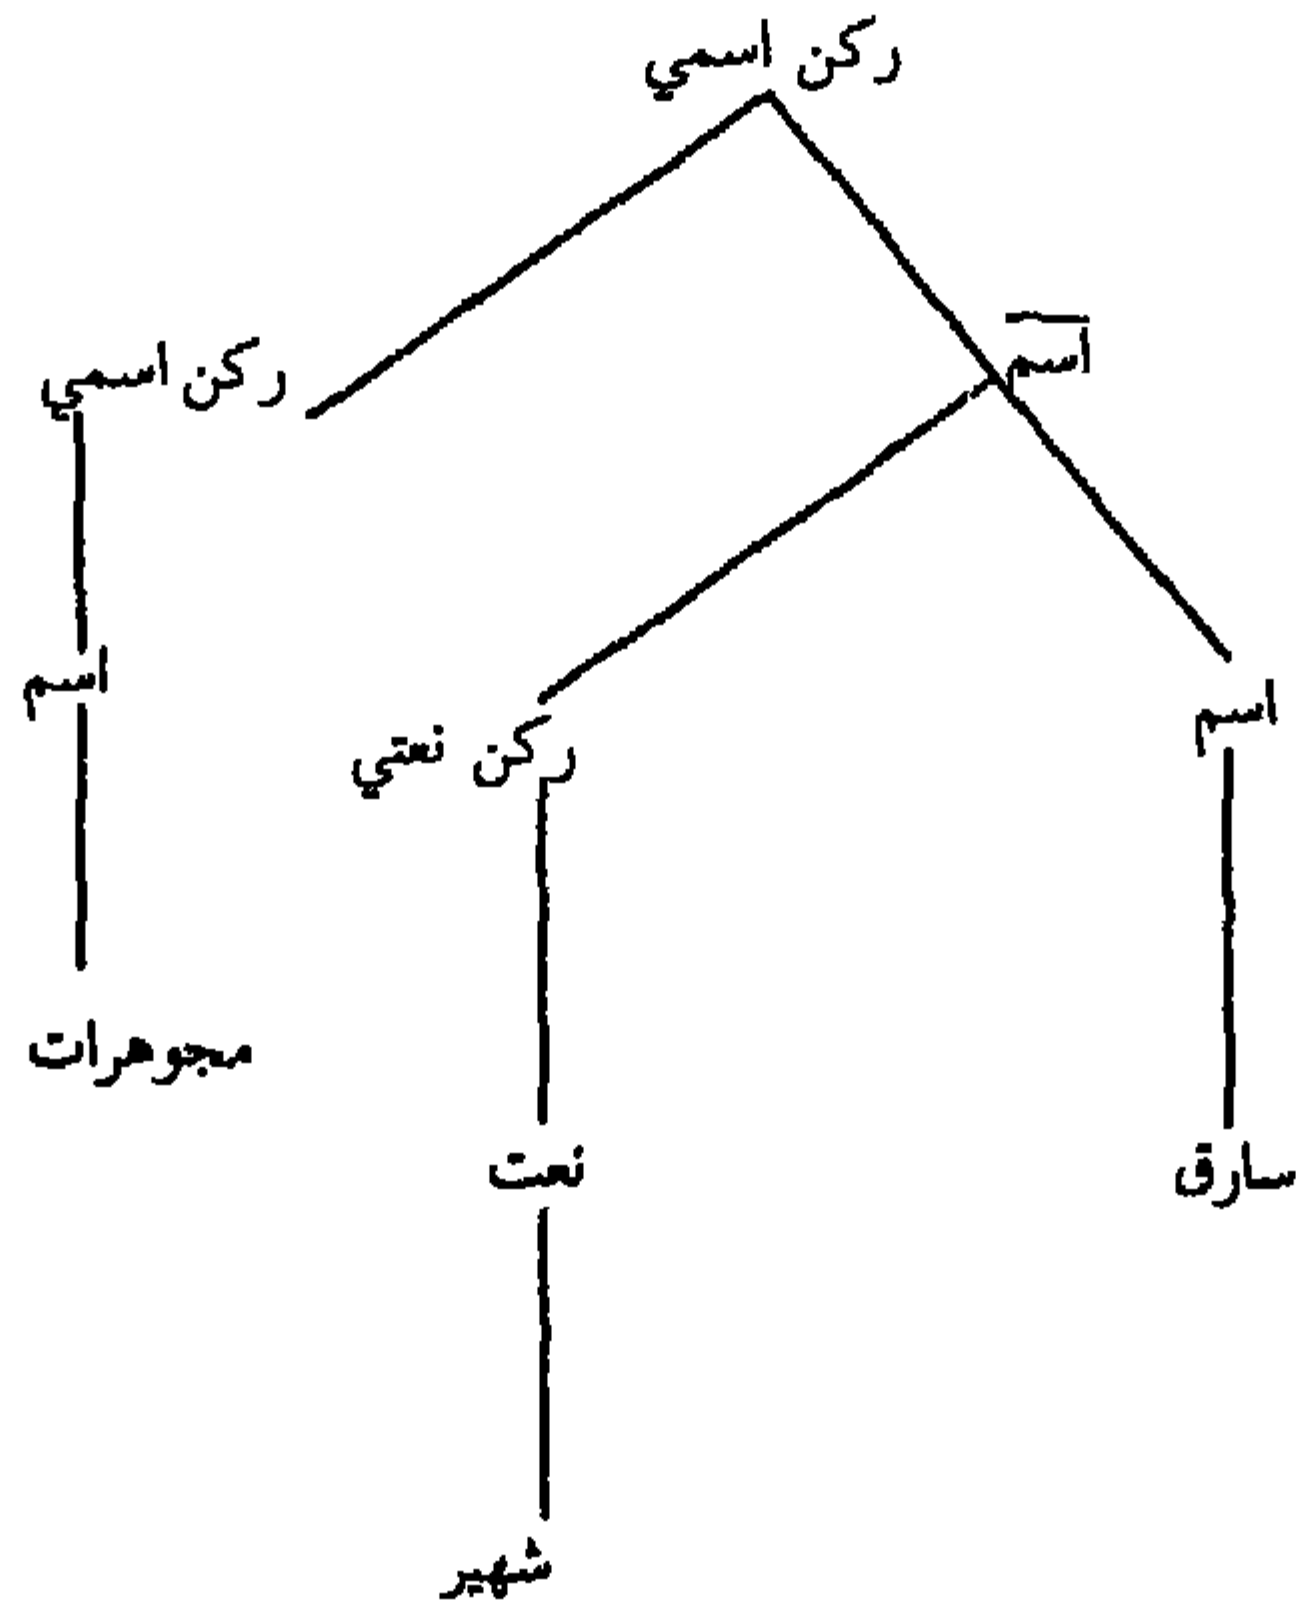 ركن اسمي
اسم
ركن اسمي
اسم
اسم
ركن نعتي
مجوهرات
سارق
نعت
شهير